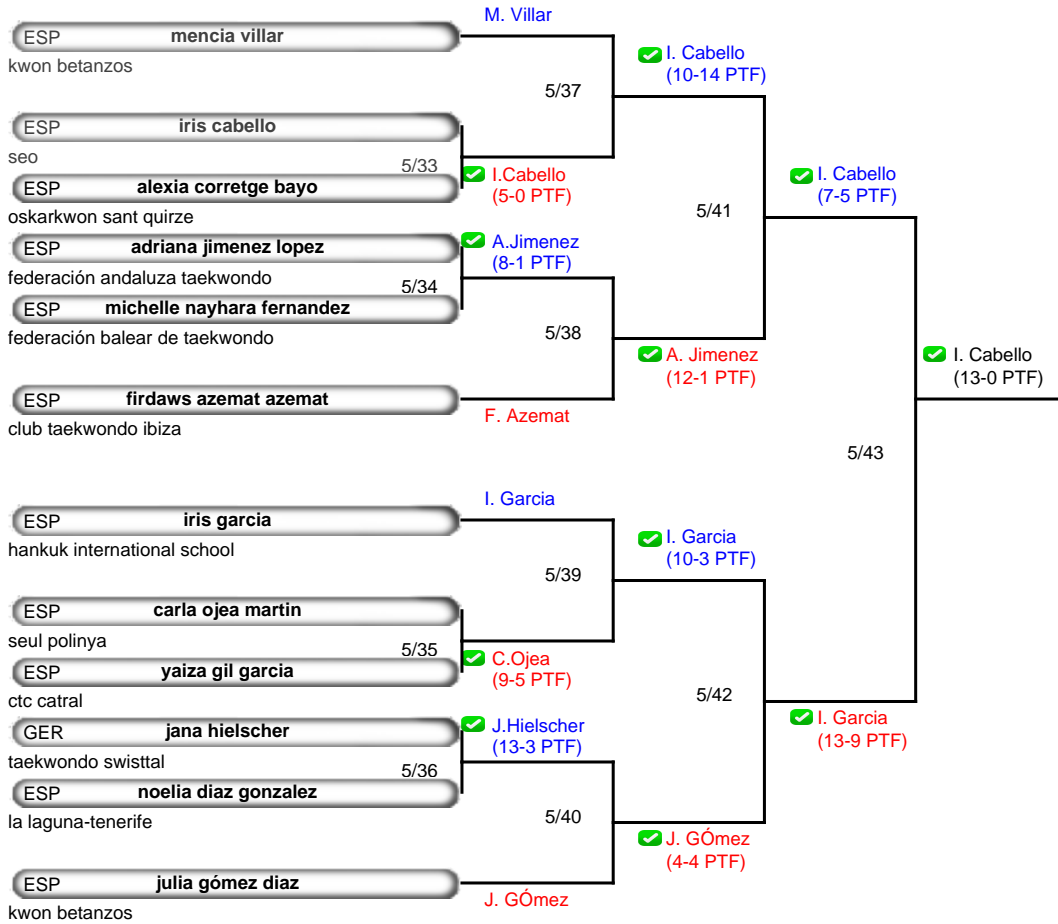 M. Villar
ESP mencia villar
kwon betanzos
I. Cabello
(10-14 PTF)
5/37
ESP iris cabello
seo
5/33
I.Cabello
(5-0 PTF)
ESP alexia corretge bayo
oskarkwon sant quirze
I. Cabello
(7-5 PTF)
5/41
ESP adriana jimenez lopez
federación andaluza taekwondo
A.Jimenez
(8-1 PTF)
5/34
ESP michelle nayhara fernandez
federación balear de taekwondo
5/38
A. Jimenez
(12-1 PTF)
I. Cabello
(13-0 PTF)
ESP firdaws azemat azemat
club taekwondo ibiza
F. Azemat
5/43
I. Garcia
ESP iris garcia
hankuk international school
I. Garcia
(10-3 PTF)
5/39
ESP carla ojea martin
seul polinya
5/35
C.Ojea
(9-5 PTF)
ESP yaiza gil garcia
ctc catral
5/42
I. Garcia
(13-9 PTF)
GER jana hielscher
taekwondo swisttal
J.Hielscher
(13-3 PTF)
5/36
ESP noelia diaz gonzalez
la laguna-tenerife
5/40
J. GÓmez
(4-4 PTF)
ESP julia gómez diaz
kwon betanzos
J. GÓmez